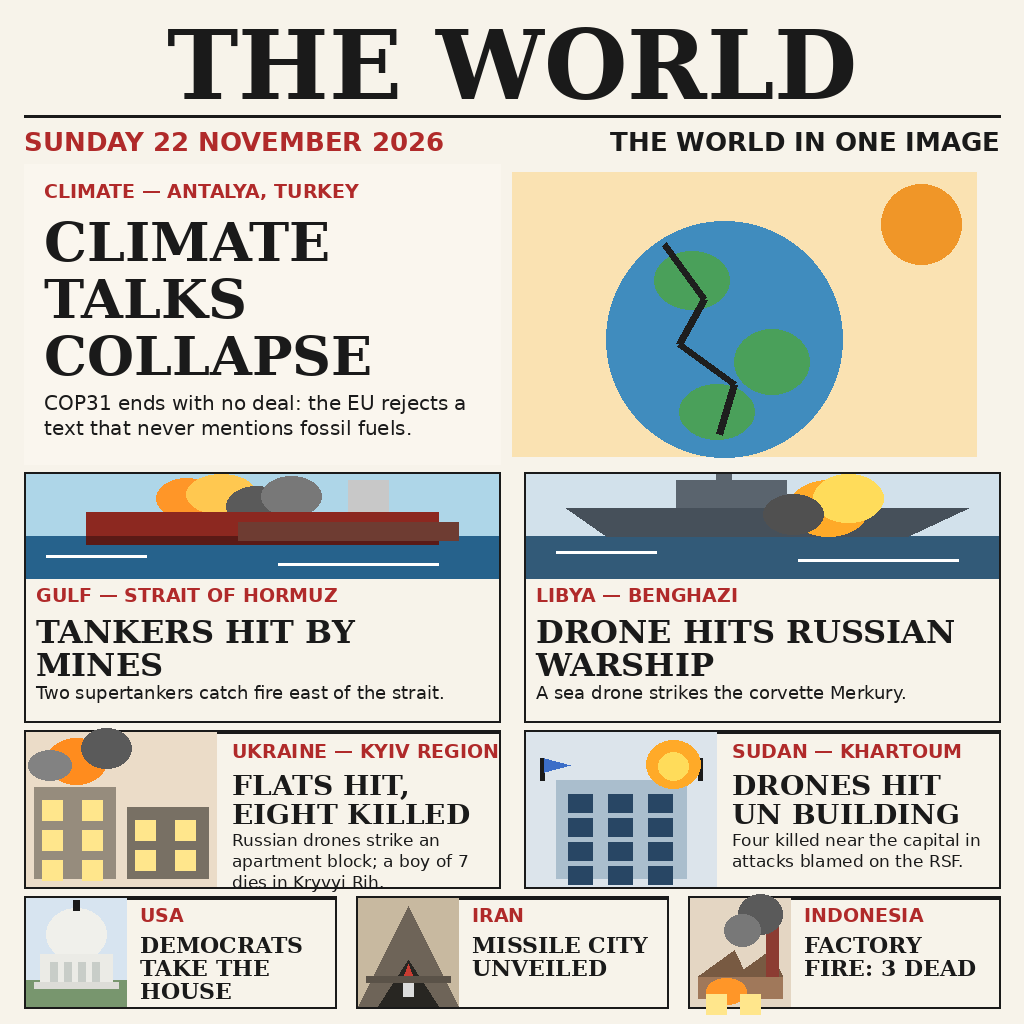 THE WORLD
SUNDAY 22 NOVEMBER 2026
THE WORLD IN ONE IMAGE
CLIMATE — ANTALYA, TURKEY
CLIMATE
TALKS
COLLAPSE
COP31 ends with no deal: the EU rejects a
text that never mentions fossil fuels.
GULF — STRAIT OF HORMUZ
TANKERS HIT BY
MINES
Two supertankers catch fire east of the strait.
LIBYA — BENGHAZI
DRONE HITS RUSSIAN
WARSHIP
A sea drone strikes the corvette Merkury.
UKRAINE — KYIV REGION
FLATS HIT,
EIGHT KILLED
Russian drones strike an
apartment block; a boy of 7
dies in Kryvyi Rih.
SUDAN — KHARTOUM
DRONES HIT
UN BUILDING
Four killed near the capital in
attacks blamed on the RSF.
USA
DEMOCRATS
TAKE THE
HOUSE
IRAN
MISSILE CITY
UNVEILED
INDONESIA
FACTORY
FIRE: 3 DEAD